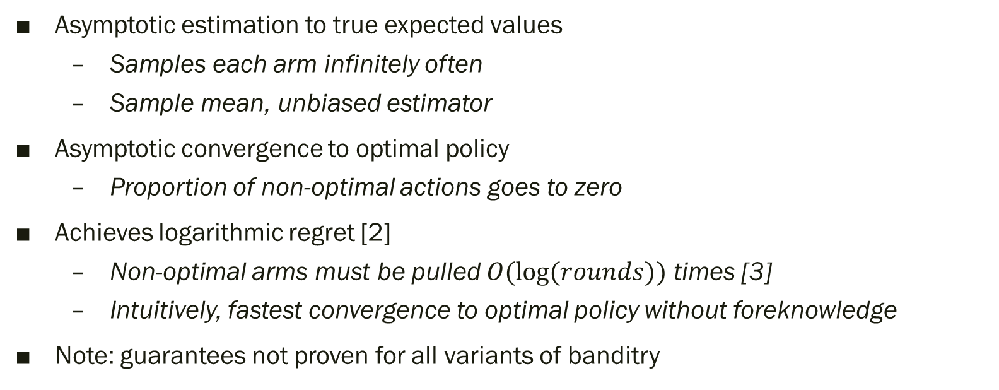 ■ Asymptotic estimation to true expected values
– Samples each arm infinitely often
– Sample mean, unbiased estimator
■ Asymptotic convergence to optimal policy
– Proportion of non-optimal actions goes to zero
■ Achieves logarithmic regret [2]
– Non-optimal arms must be pulled O(log(rounds)) times [3]
– Intuitively, fastest convergence to optimal policy without foreknowledge
■ Note: guarantees not proven for all variants of banditry